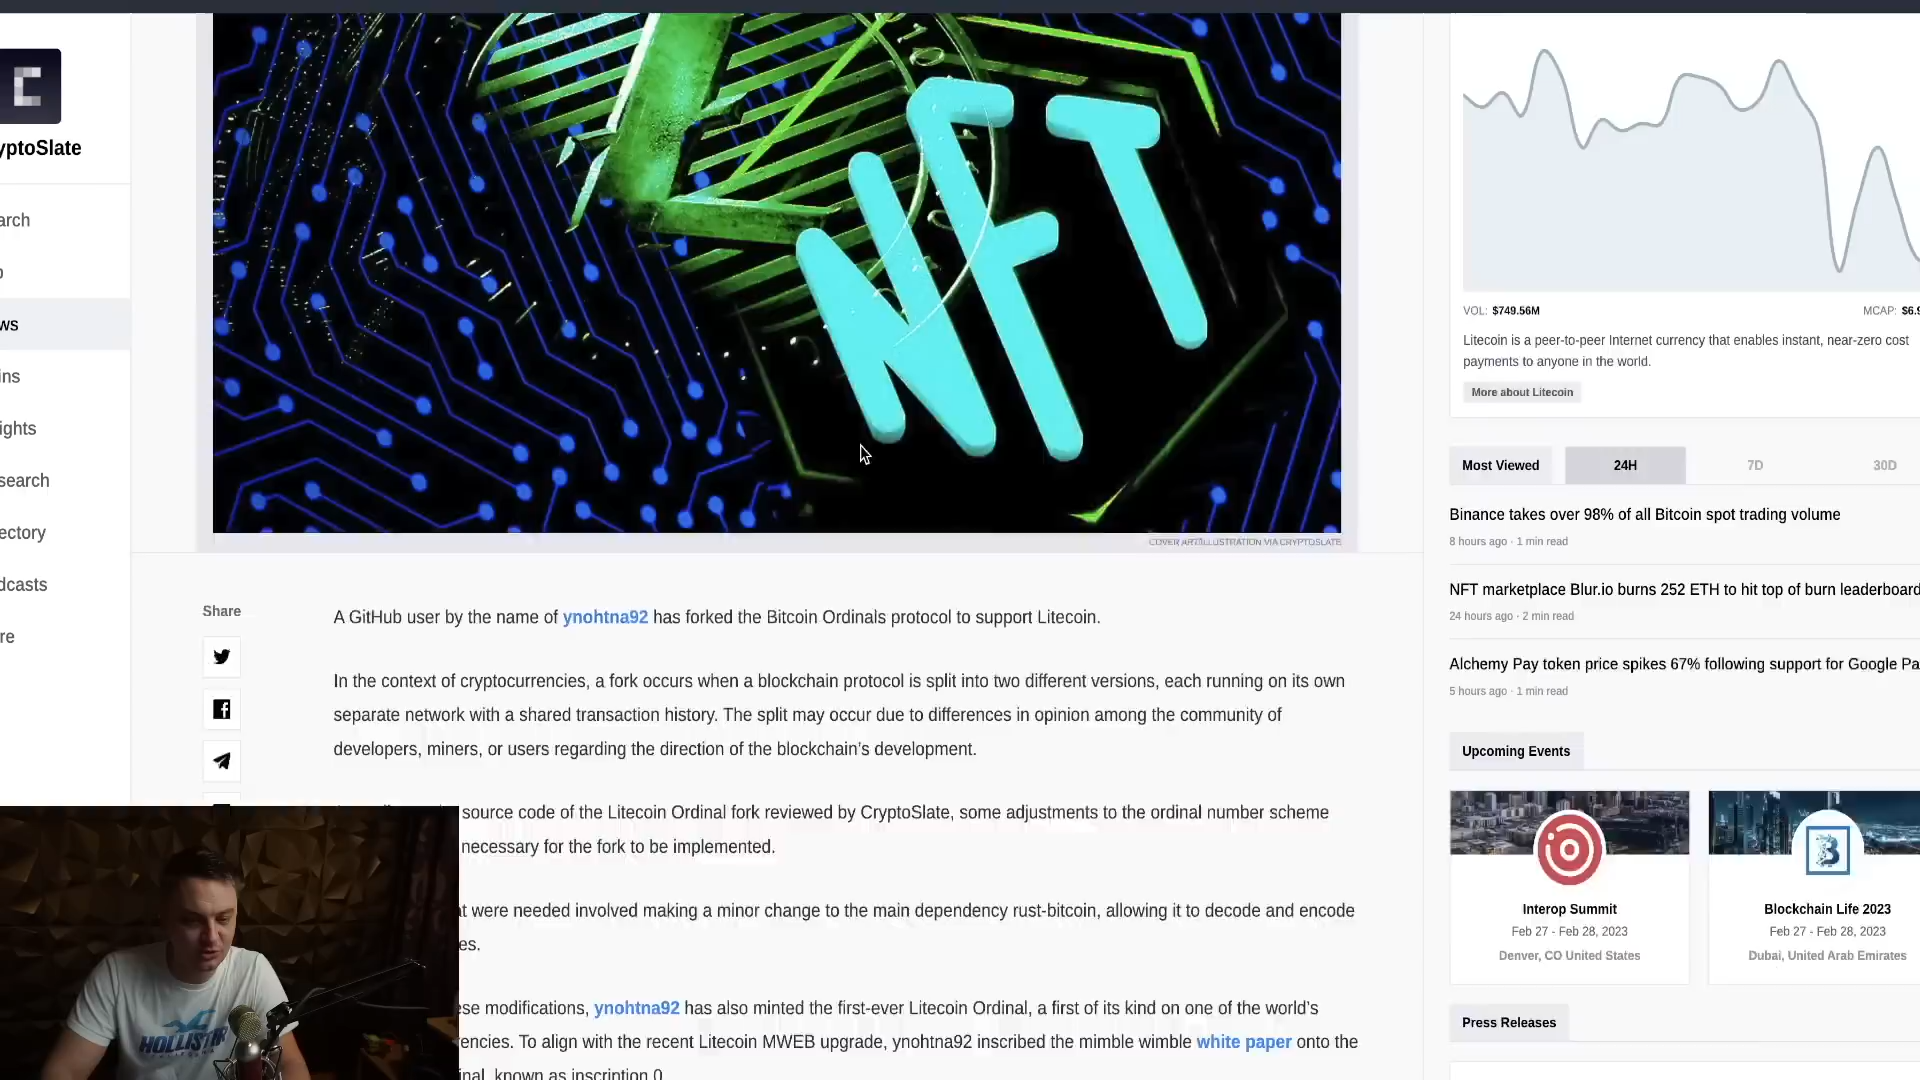 yptoSlate
arch
ws
ins
ights
search
ectory
dcasts
re
NFT
COVER ART/ILLUSTRATION VIA CRYPTOSLATE
Share
A GitHub user by the name of ynohtna92 has forked the Bitcoin Ordinals protocol to support Litecoin.
In the context of cryptocurrencies, a fork occurs when a blockchain protocol is split into two different versions, each running on its own
separate network with a shared transaction history. The split may occur due to differences in opinion among the community of
developers, miners, or users regarding the direction of the blockchain's development.
source code of the Litecoin Ordinal fork reviewed by CryptoSlate, some adjustments to the ordinal number scheme
necessary for the fork to be implemented.
t were needed involved making a minor change to the main dependency rust-bitcoin, allowing it to decode and encode
es.
ese modifications, ynohtna92 has also minted the first-ever Litecoin Ordinal, a first of its kind on one of the world's
encies. To align with the recent Litecoin MWEB upgrade, ynohtna92 inscribed the mimble wimble white paper onto the
inal, known as inscription 0.
HOLLISTER
VOL: $749.56M
MCAP: $6.9
Litecoin is a peer-to-peer Internet currency that enables instant, near-zero cost
payments to anyone in the world.
More about Litecoin
Most Viewed 24H 7D 30D
Binance takes over 98% of all Bitcoin spot trading volume
8 hours ago · 1 min read
NFT marketplace Blur.io burns 252 ETH to hit top of burn leaderboard
24 hours ago · 2 min read
Alchemy Pay token price spikes 67% following support for Google Pa
5 hours ago · 1 min read
Upcoming Events
Interop Summit
Feb 27 - Feb 28, 2023
Denver, CO United States
Blockchain Life 2023
Feb 27 - Feb 28, 2023
Dubai, United Arab Emirates
Press Releases